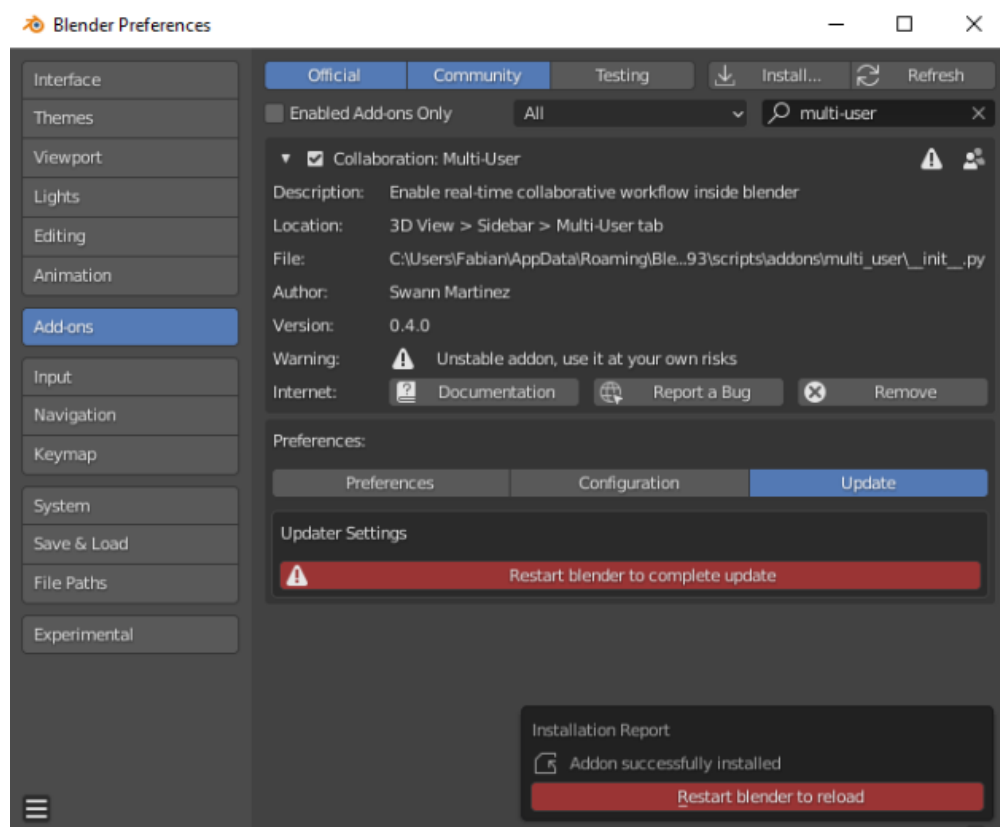 Blender Preferences
Interface
Themes
Viewport
Lights
Editing
Animation
Add-ons
Input
Navigation
Keymap
System
Save & Load
File Paths
Experimental
Official Community Testing Install... Refresh
Enabled Add-ons Only All multi-user
Collaboration: Multi-User
Description: Enable real-time collaborative workflow inside blender
Location: 3D View > Sidebar > Multi-User tab
File: C:\Users\Fabian\AppData\Roaming\Ble...93\scripts\addons\multi_user\__init__.py
Author: Swann Martinez
Version: 0.4.0
Warning: Unstable addon, use it at your own risks
Internet: Documentation Report a Bug Remove
Preferences:
Preferences Configuration Update
Updater Settings
Restart blender to complete update
Installation Report
Addon successfully installed
Restart blender to reload